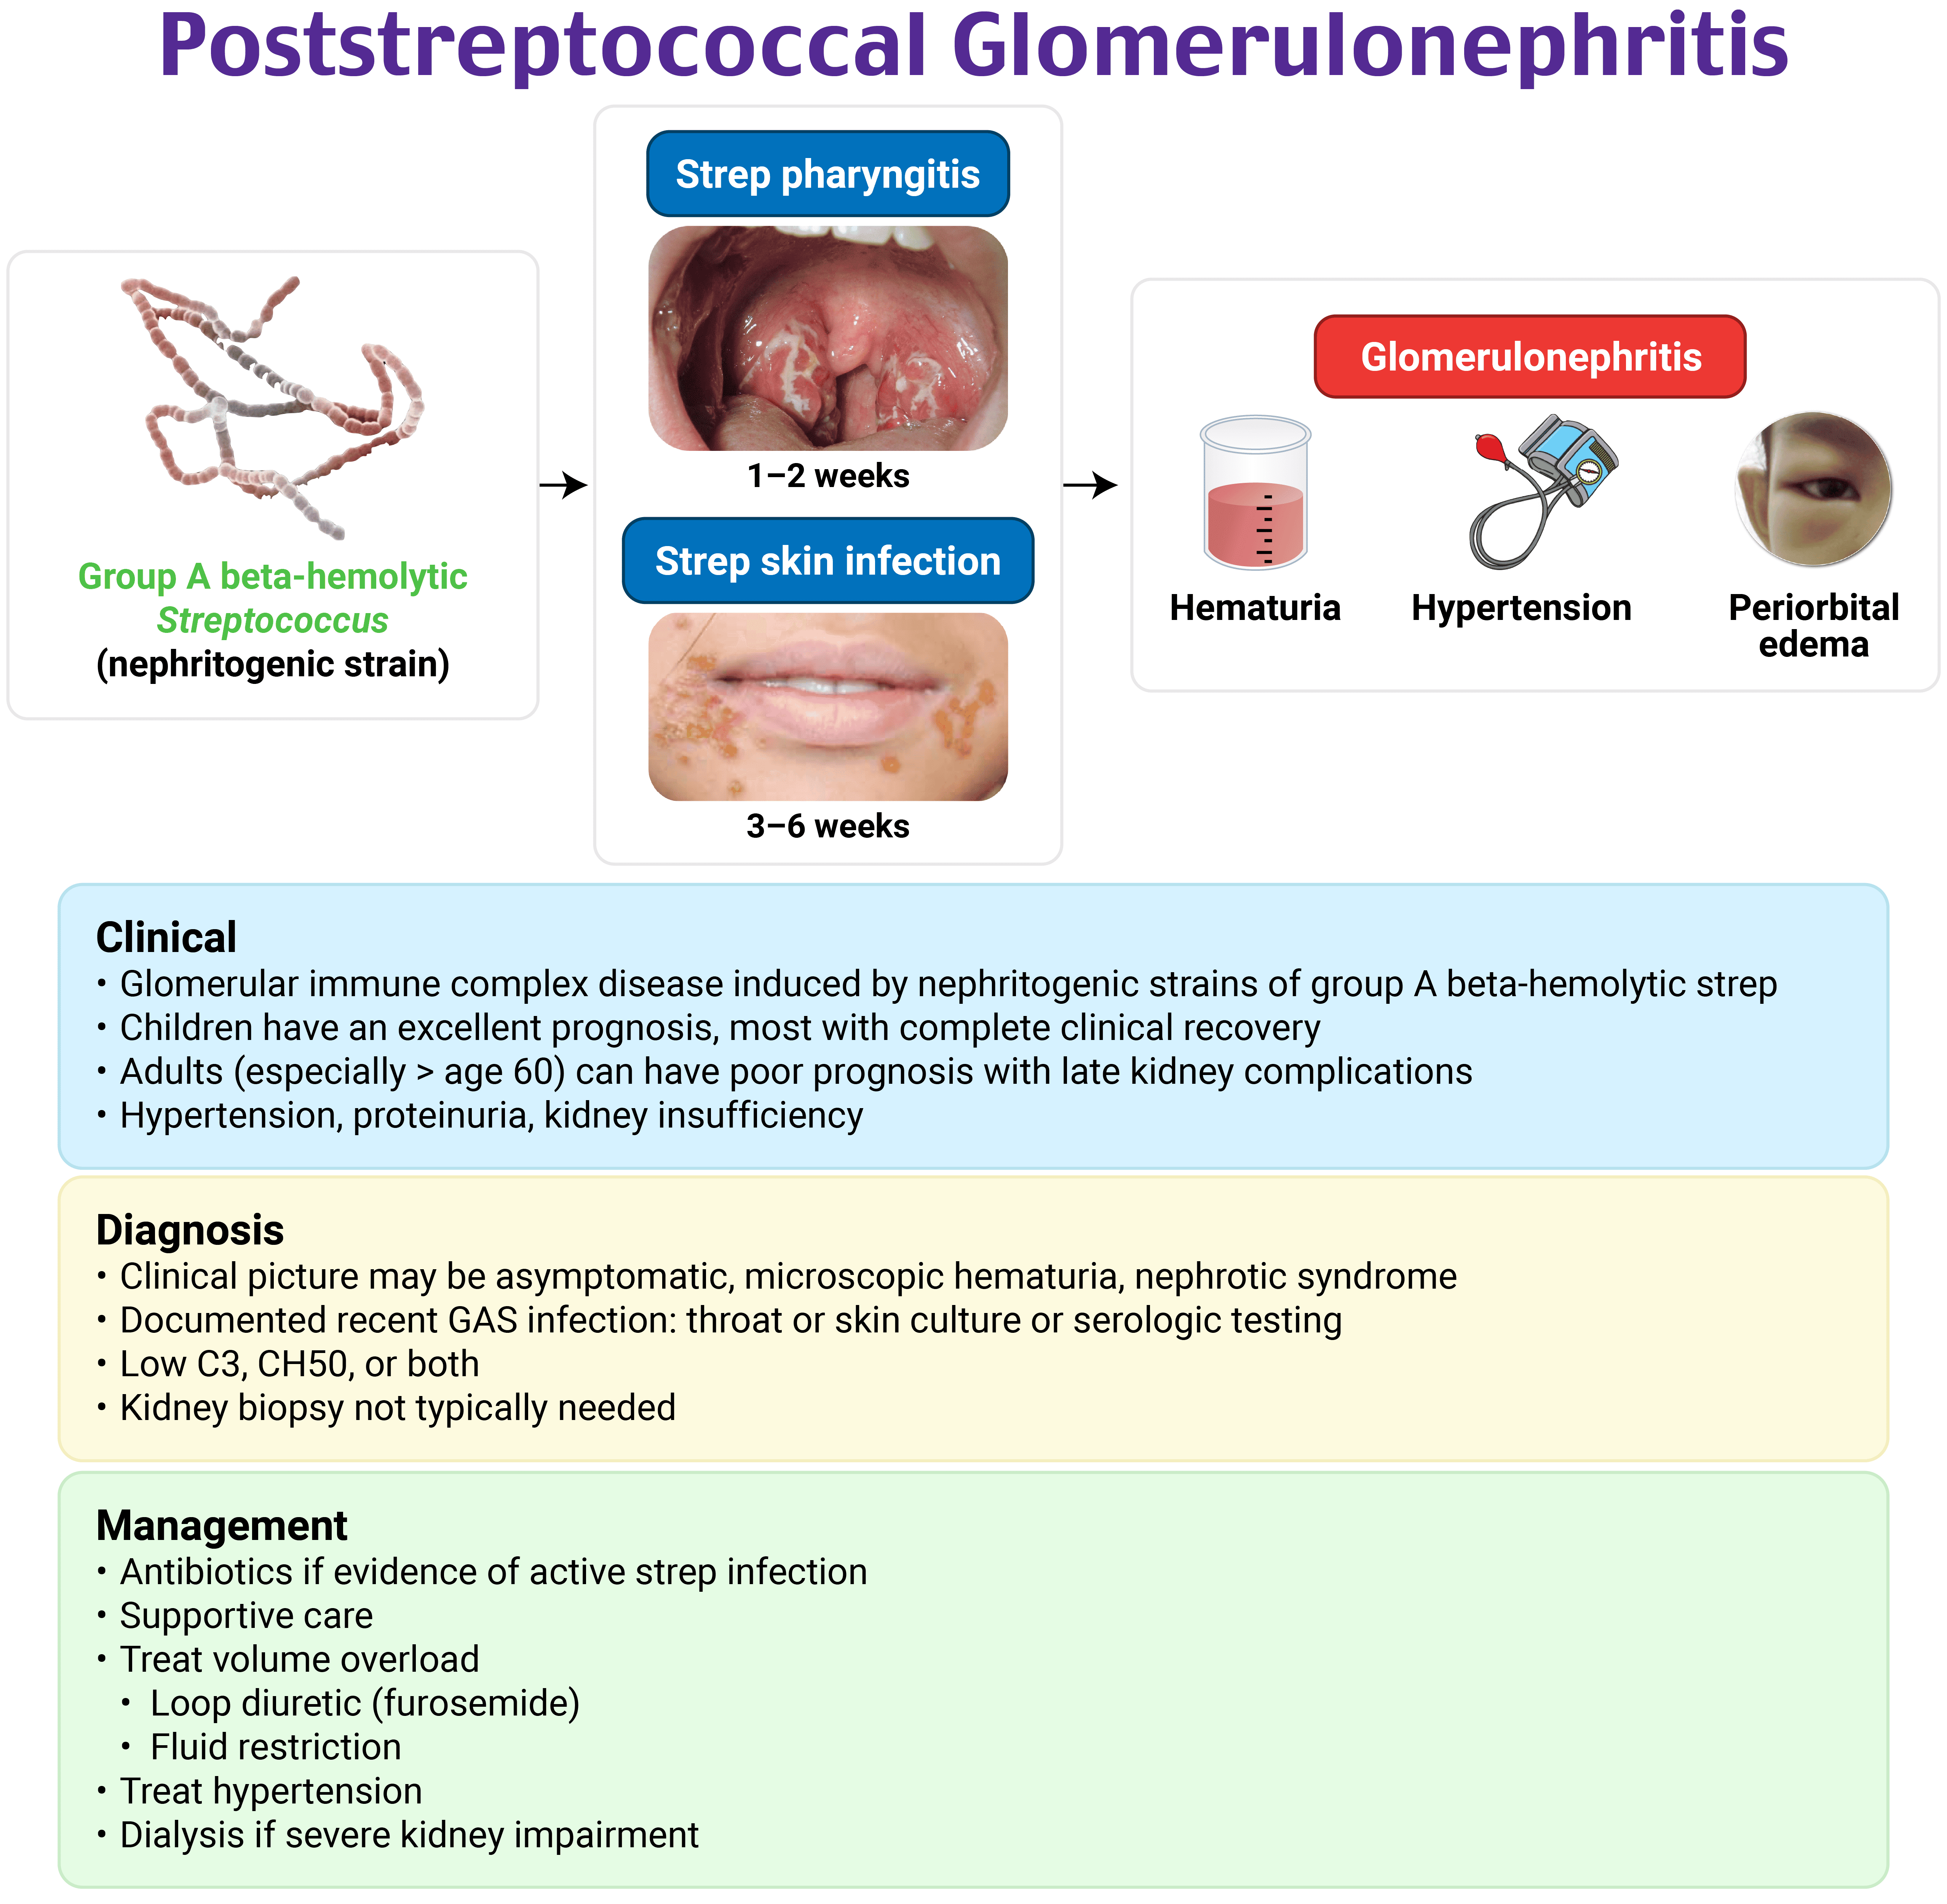 Poststreptococcal Glomerulonephritis
Group A beta-hemolytic
Streptococcus
(nephritogenic strain)
Strep pharyngitis
1–2 weeks
Strep skin infection
3–6 weeks
Glomerulonephritis
Hematuria
Hypertension
Periorbital
edema
Clinical
• Glomerular immune complex disease induced by nephritogenic strains of group A beta-hemolytic strep
• Children have an excellent prognosis, most with complete clinical recovery
• Adults (especially > age 60) can have poor prognosis with late kidney complications
• Hypertension, proteinuria, kidney insufficiency
Diagnosis
• Clinical picture may be asymptomatic, microscopic hematuria, nephrotic syndrome
• Documented recent GAS infection: throat or skin culture or serologic testing
• Low C3, CH50, or both
• Kidney biopsy not typically needed
Management
• Antibiotics if evidence of active strep infection
• Supportive care
• Treat volume overload
• Loop diuretic (furosemide)
• Fluid restriction
• Treat hypertension
• Dialysis if severe kidney impairment